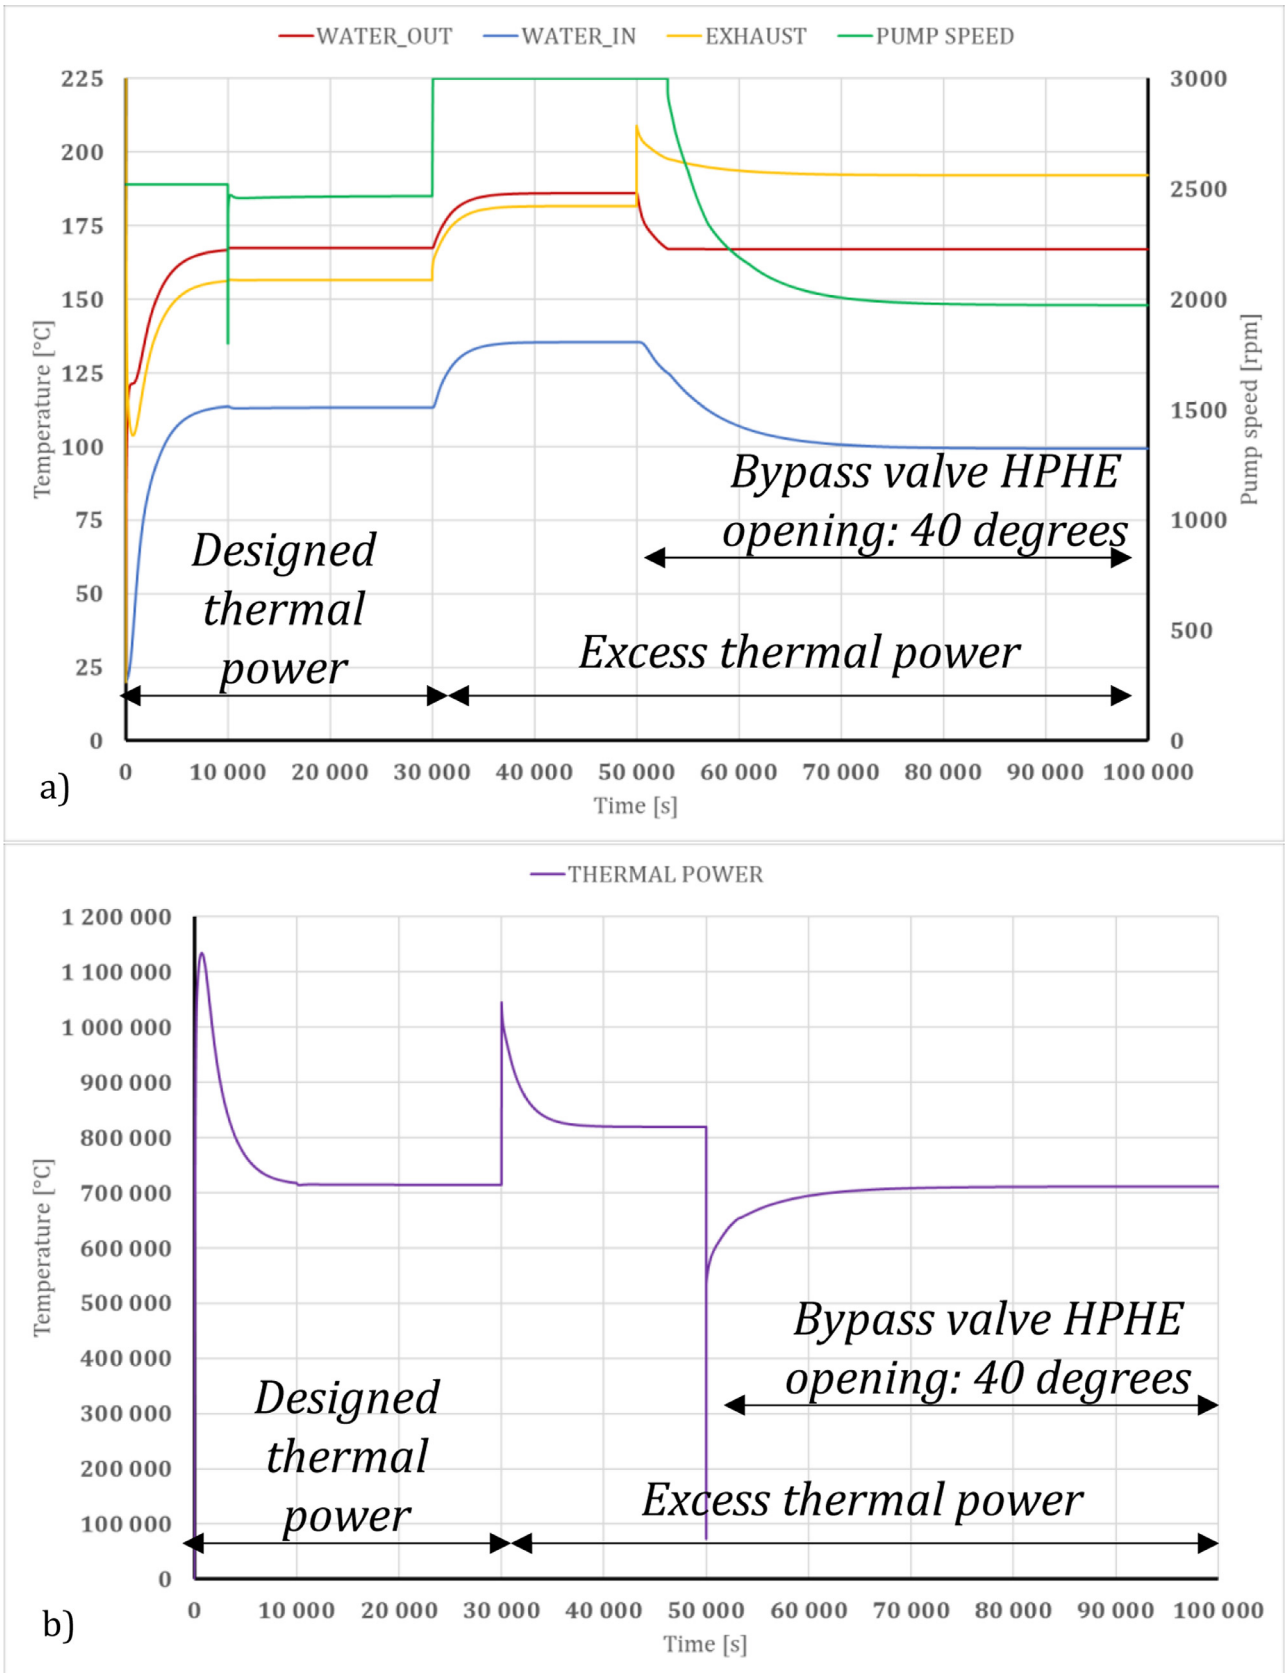 WATER_OUT WATER_IN EXHAUST PUMP SPEED
225 3000
200 2500
175
150 2000
125
1500
100
75 1000
50
500
25
0 0
Temperature [°C]
Pump speed [rpm]
Bypass valve HPHE
opening: 40 degrees
Designed
thermal
power
Excess thermal power
0 10 000 20 000 30 000 40 000 50 000 60 000 70 000 80 000 90 000 100 000
Time [s]
a)
THERMAL POWER
1 200 000
1 100 000
1 000 000
900 000
800 000
700 000
600 000
500 000
400 000
300 000
200 000
100 000
0
Temperature [°C]
Bypass valve HPHE
opening: 40 degrees
Designed
thermal
power
Excess thermal power
0 10 000 20 000 30 000 40 000 50 000 60 000 70 000 80 000 90 000 100 000
Time [s]
b)